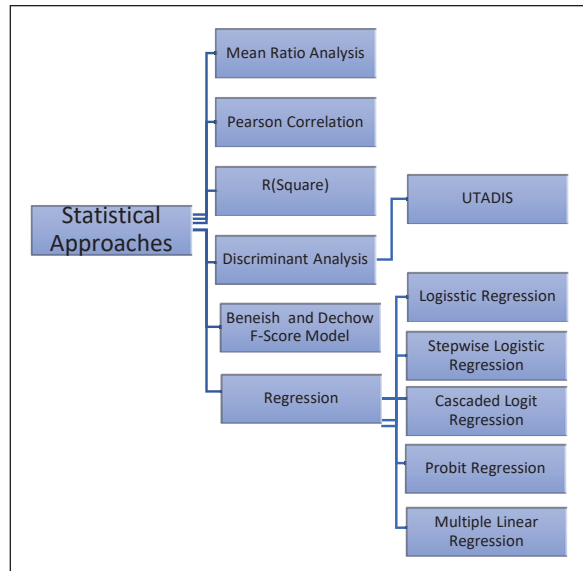 Mean Ratio Analysis
Pearson Correlation
R(Square)
Statistical
Approaches
UTADIS
Discriminant Analysis
Logisstic Regression
Beneish and Dechow
F-Score Model
Stepwise Logistic
Regression
Regression
Cascaded Logit
Regression
Probit Regression
Multiple Linear
Regression